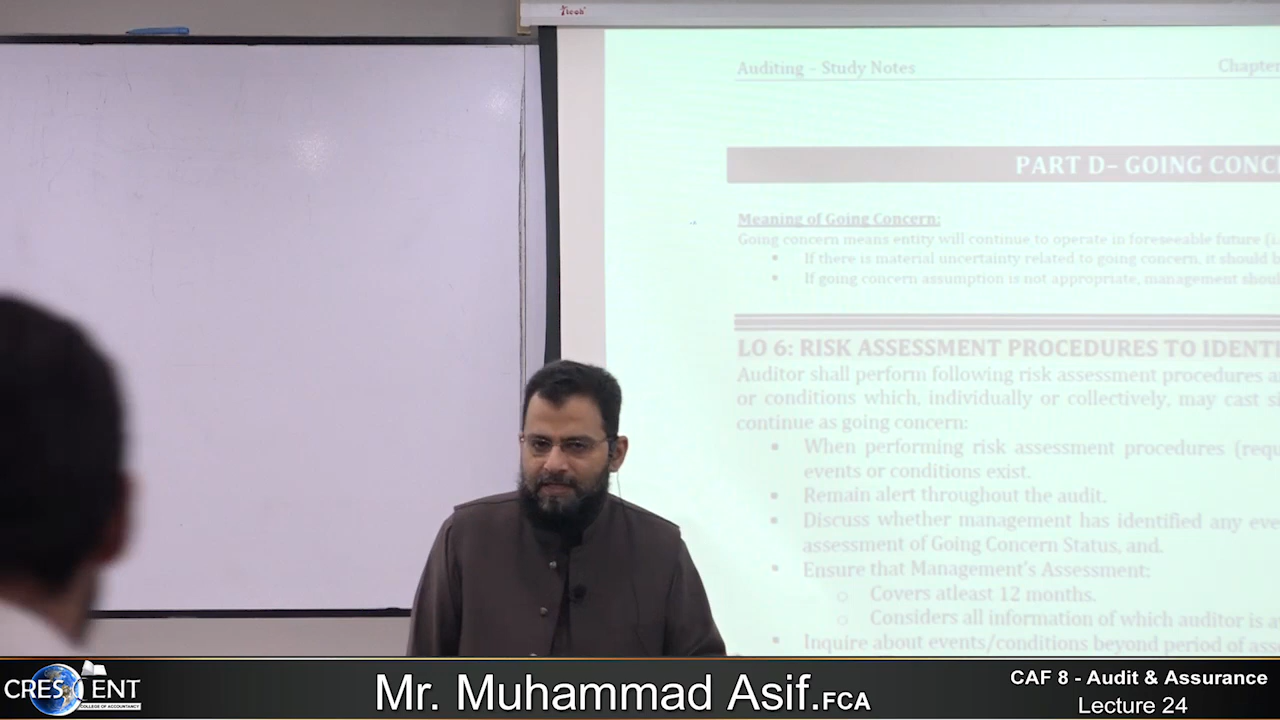 Auditing – Study Notes Chapter
PART D– GOING CONC
Meaning of Going Concern:
Going concern means entity will continue to operate in foreseeable future (i.
▪ If there is material uncertainty related to going concern, it should b
▪ If going concern assumption is not appropriate, management shou
LO 6: RISK ASSESSMENT PROCEDURES TO IDENTI
Auditor shall perform following risk assessment procedures a
or conditions which, individually or collectively, may cast s
continue as going concern:
▪ When performing risk assessment procedures (requ
events or conditions exist.
▪ Remain alert throughout the audit.
▪ Discuss whether management has identified any eve
assessment of Going Concern Status, and.
▪ Ensure that Management's Assessment:
o Covers atleast 12 months.
o Considers all information of which auditor is a
▪ Inquire about events/conditions beyond period of asse
CRESCENT
COLLEGE OF ACCOUNTANCY
Mr. Muhammad Asif.FCA
CAF 8 - Audit & Assurance
Lecture 24